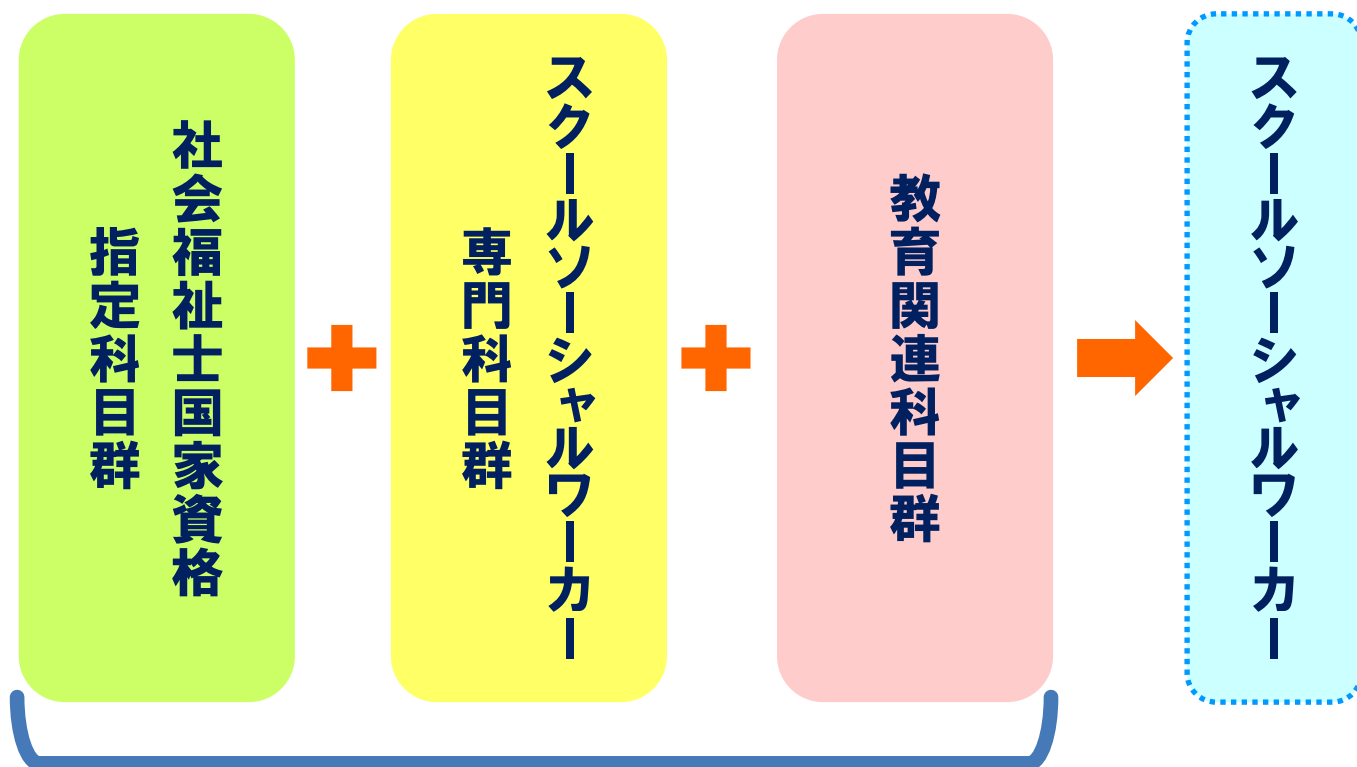 社会福祉士国家資格
指定科目群
スクールソーシャルワーカー
専門科目群
教育関連科目群
スクールソーシャルワーカー